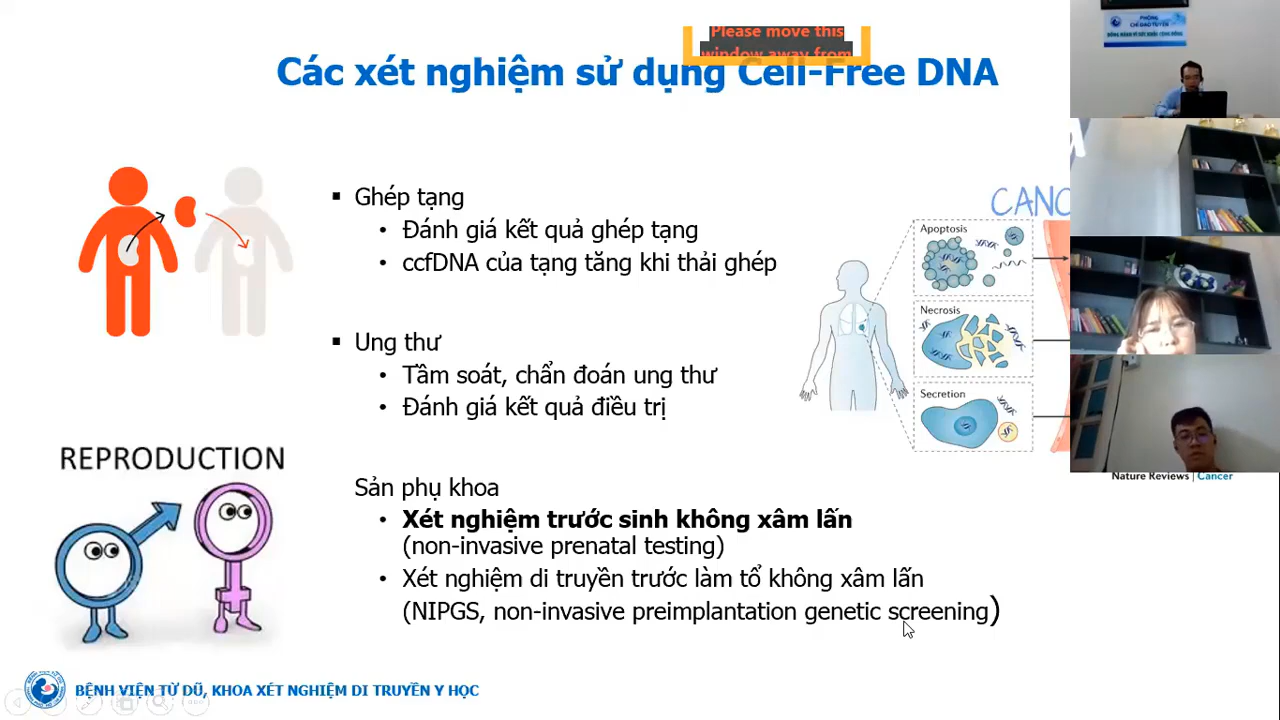 Please move this
window away from
PHÒNG
CHỈ ĐẠO TUYẾN
Các xét nghiệm sử dụng Cell-Free DNA
Ghép tạng
Đánh giá kết quả ghép tạng
ccfDNA của tạng tăng khi thải ghép
Ung thư
Tầm soát, chẩn đoán ung thư
Đánh giá kết quả điều trị
CANC
Apoptosis
Necrosis
Secretion
Nature Reviews | Cancer
REPRODUCTION
Sản phụ khoa
Xét nghiệm trước sinh không xâm lấn
(non-invasive prenatal testing)
Xét nghiệm di truyền trước làm tổ không xâm lấn
(NIPGS, non-invasive preimplantation genetic screening)
BỆNH VIỆN TỪ DŨ, KHOA XÉT NGHIỆM DI TRUYỀN Y HỌC